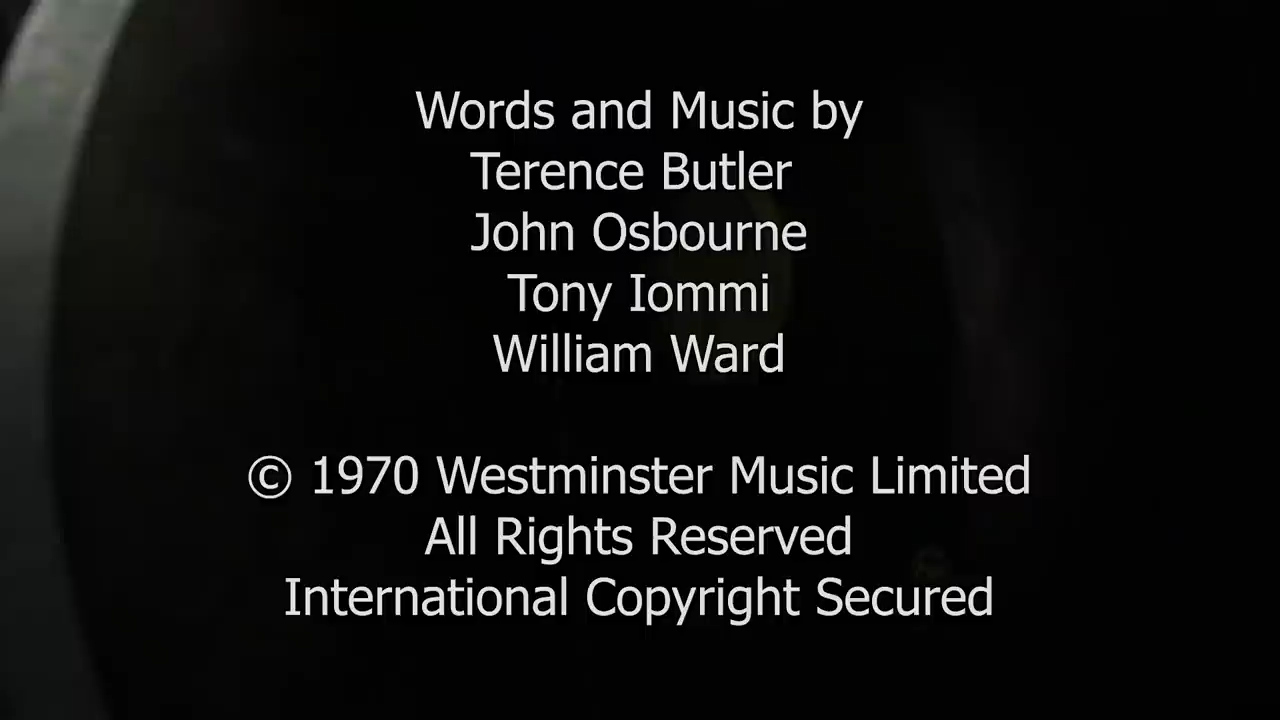 Words and Music by
Terence Butler
John Osbourne
Tony Iommi
William Ward
© 1970 Westminster Music Limited
All Rights Reserved
International Copyright Secured